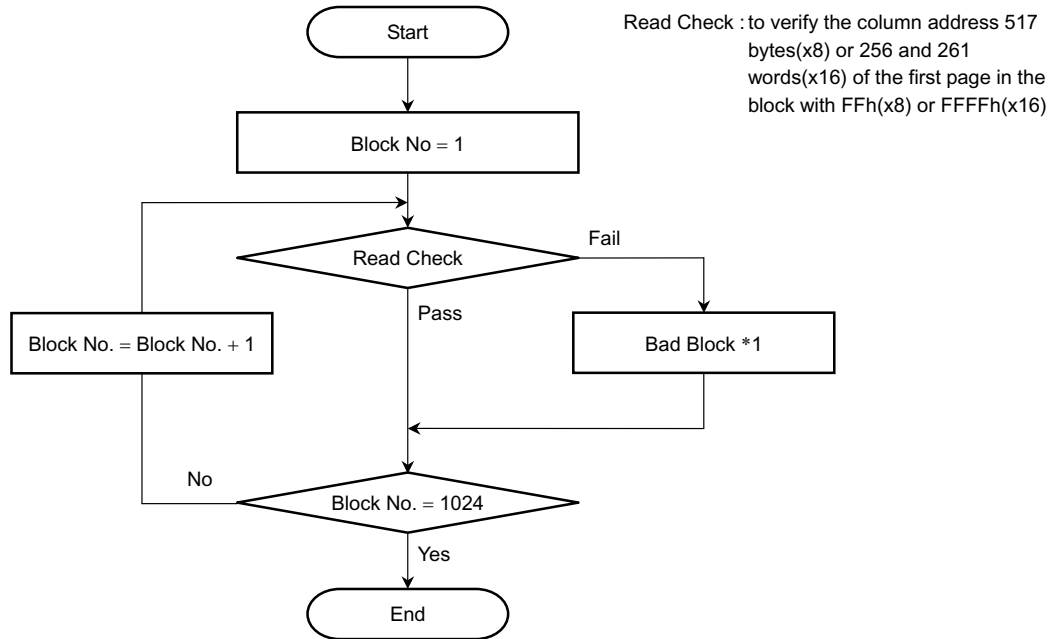 Start
Read Check : to verify the column address 517
bytes(x8) or 256 and 261
words(x16) of the first page in the
block with FFh(x8) or FFFFh(x16)
Block No = 1
Fail
Read Check
Pass
Block No. = Block No. + 1
Bad Block *1
No
Block No. = 1024
Yes
End